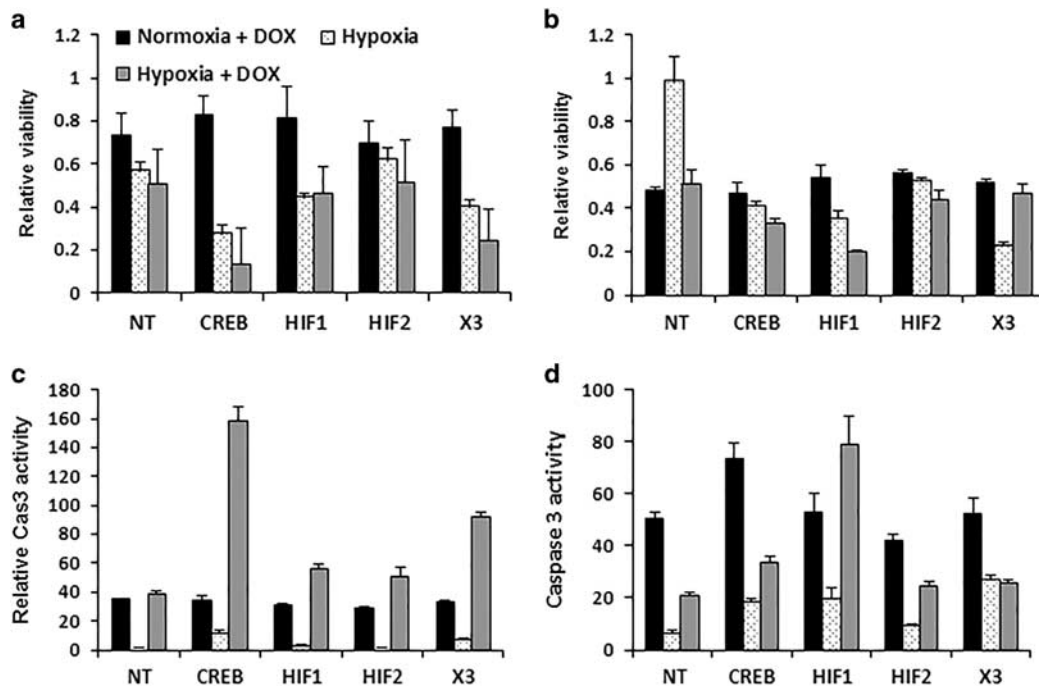 a
1.2
1
0.8
0.6
0.4
0.2
0
Relative viability
Normoxia + DOX
Hypoxia
Hypoxia + DOX
NT CREB HIF1 HIF2 X3
b
1.2
1
0.8
0.6
0.4
0.2
0
Relative viability
NT CREB HIF1 HIF2 X3
c
180
160
140
120
100
80
60
40
20
0
Relative Cas3 activity
NT CREB HIF1 HIF2 X3
d
100
80
60
40
20
0
Caspase 3 activity
NT CREB HIF1 HIF2 X3